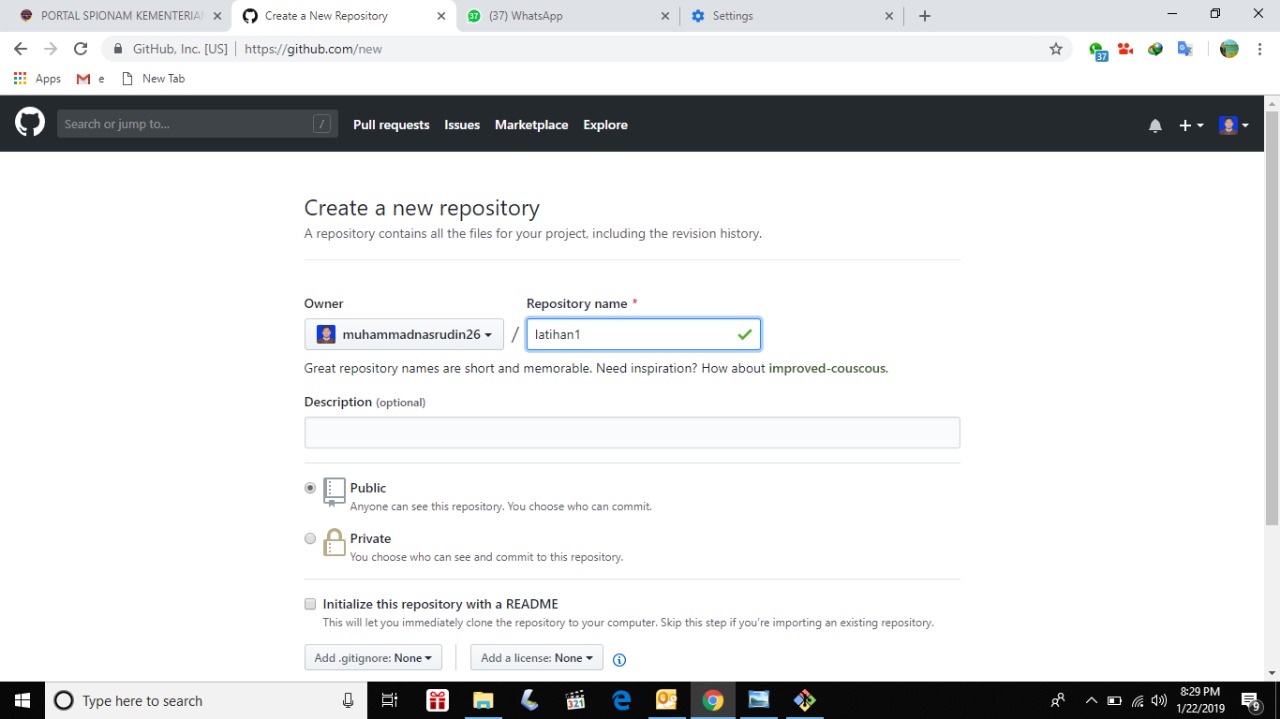 PORTAL SPIONAM KEMENTERIAN
Create a New Repository
37
(37) WhatsApp
Settings
GitHub, Inc. [US]
https://github.com/new
37
Apps
e
New Tab
Search or jump to...
/
Pull requests
Issues
Marketplace
Explore
Create a new repository
A repository contains all the files for your project, including the revision history.
Owner
Repository name *
muhammadnasrudin26
/
latihan1
Great repository names are short and memorable. Need inspiration? How about improved-couscous.
Description (optional)
Public
Anyone can see this repository. You choose who can commit.
Private
You choose who can see and commit to this repository.
Initialize this repository with a README
This will let you immediately clone the repository to your computer. Skip this step if you're importing an existing repository.
Add .gitignore: None
Add a license: None
Type here to search
321
8:29 PM
1/22/2019
9